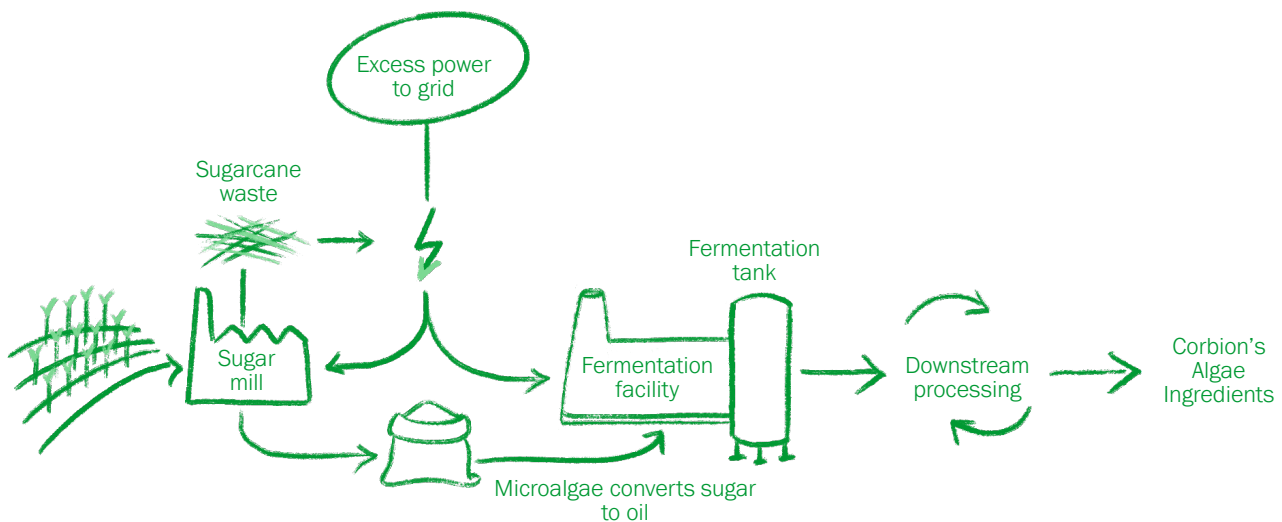 Excess power
to grid
Sugarcane
waste
Fermentation
tank
Sugar
mill
Fermentation
facility
Downstream
processing
Corbion’s
Algae
Ingredients
Microalgae converts sugar
to oil